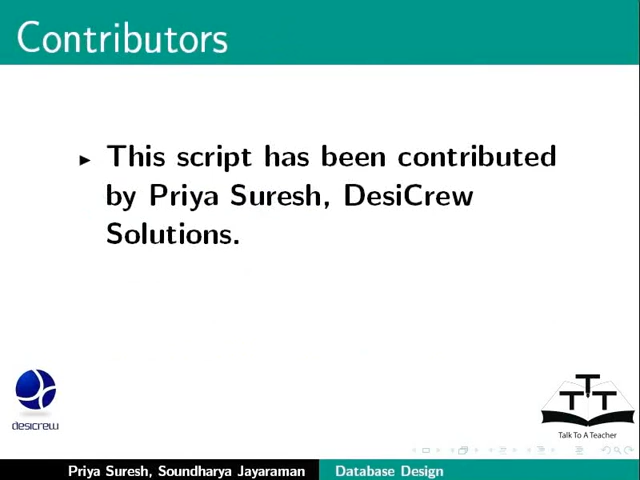 Contributors
This script has been contributed
by Priya Suresh, DesiCrew
Solutions.
desicrew
T T T
Talk To A Teacher
Priya Suresh, Soundharya Jayaraman
Database Design